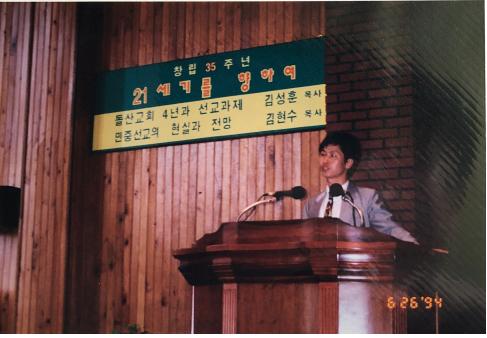 창립 35 주년
21 세기를 향하여
돌산교회 4년과 선교과제 김성훈 목사
민중선교의 현실과 전망 김현수 목사
6 26 '94